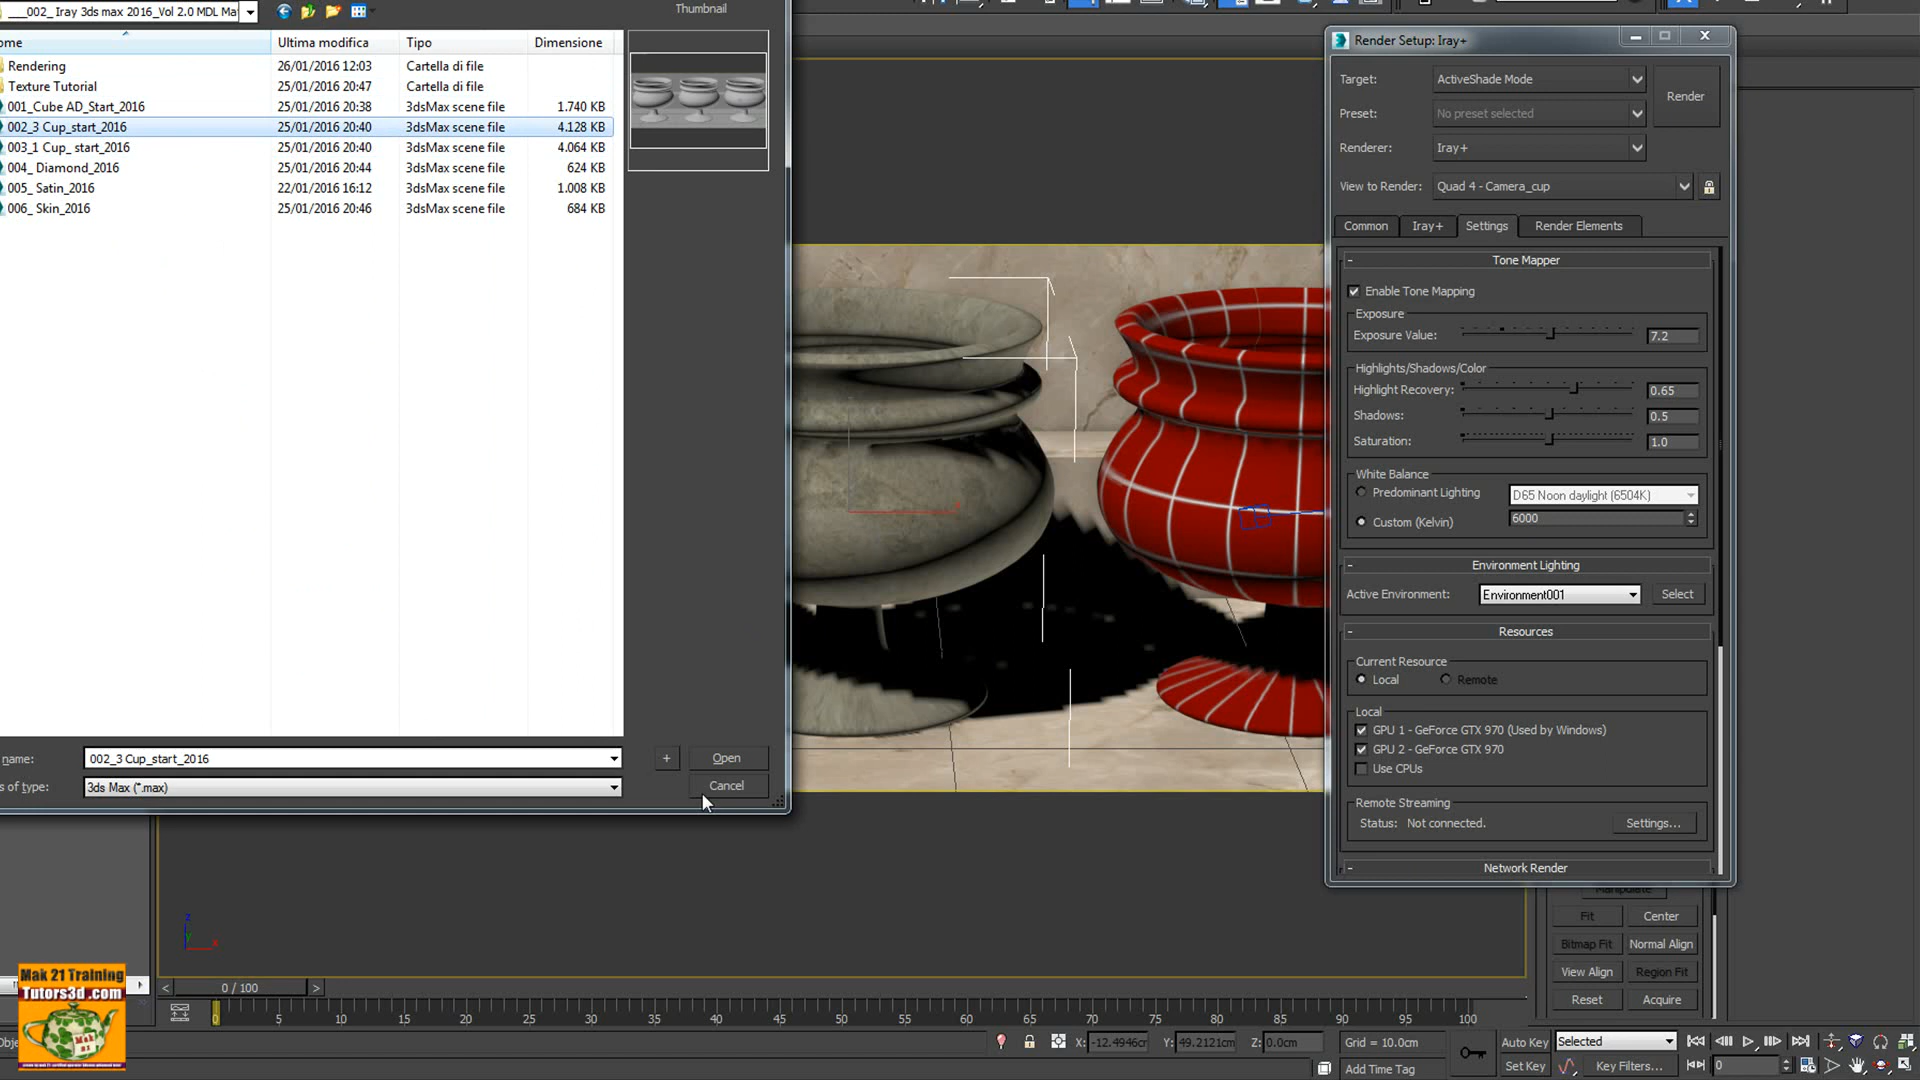 ___002_ Iray 3ds max 2016_Vol 2.0 MDL Ma
Thumbnail
ome Ultima modifica Tipo Dimensione
Rendering 26/01/2016 12:03 Cartella di file
Texture Tutorial 25/01/2016 20:47 Cartella di file
001_Cube AD_Start_2016 25/01/2016 20:38 3dsMax scene file 1.740 KB
002_3 Cup_start_2016 25/01/2016 20:40 3dsMax scene file 4.128 KB
003_1 Cup_ start_2016 25/01/2016 20:40 3dsMax scene file 4.064 KB
004_ Diamond_2016 25/01/2016 20:44 3dsMax scene file 624 KB
005_ Satin_2016 22/01/2016 16:12 3dsMax scene file 1.008 KB
006_ Skin_2016 25/01/2016 20:46 3dsMax scene file 684 KB
name: 002_3 Cup_start_2016 + Open
s of type: 3ds Max (*.max) Cancel
Render Setup: Iray+
Target: ActiveShade Mode
Render
Preset: No preset selected
Renderer: Iray+
View to Render: Quad 4 - Camera_cup
Common Iray+ Settings Render Elements
- Tone Mapper
Enable Tone Mapping
Exposure
Exposure Value: 7.2
Highlights/Shadows/Color
Highlight Recovery: 0.65
Shadows: 0.5
Saturation: 1.0
White Balance
Predominant Lighting D65 Noon daylight (6504K)
Custom (Kelvin) 6000
- Environment Lighting
Active Environment: Environment001 Select
- Resources
Current Resource
Local Remote
Local
GPU 1 - GeForce GTX 970 (Used by Windows)
GPU 2 - GeForce GTX 970
Use CPUs
Remote Streaming
Status: Not connected. Settings...
- Network Render
Manipulate
Fit Center
Bitmap Fit Normal Align
View Align Region Fit
Reset Acquire
z
x
Mak 21 Training
Tutors3d .com
Mak
21
< 0 / 100 >
0 5 10 15 20 25 30 35 40 45 50 55 60 65 70 75 80 85 90 95 100
X: -12.4946cm Y: 49.2121cm Z: 0.0cm Grid = 10.0cm Auto Key Selected
Add Time Tag Set Key Key Filters... 0